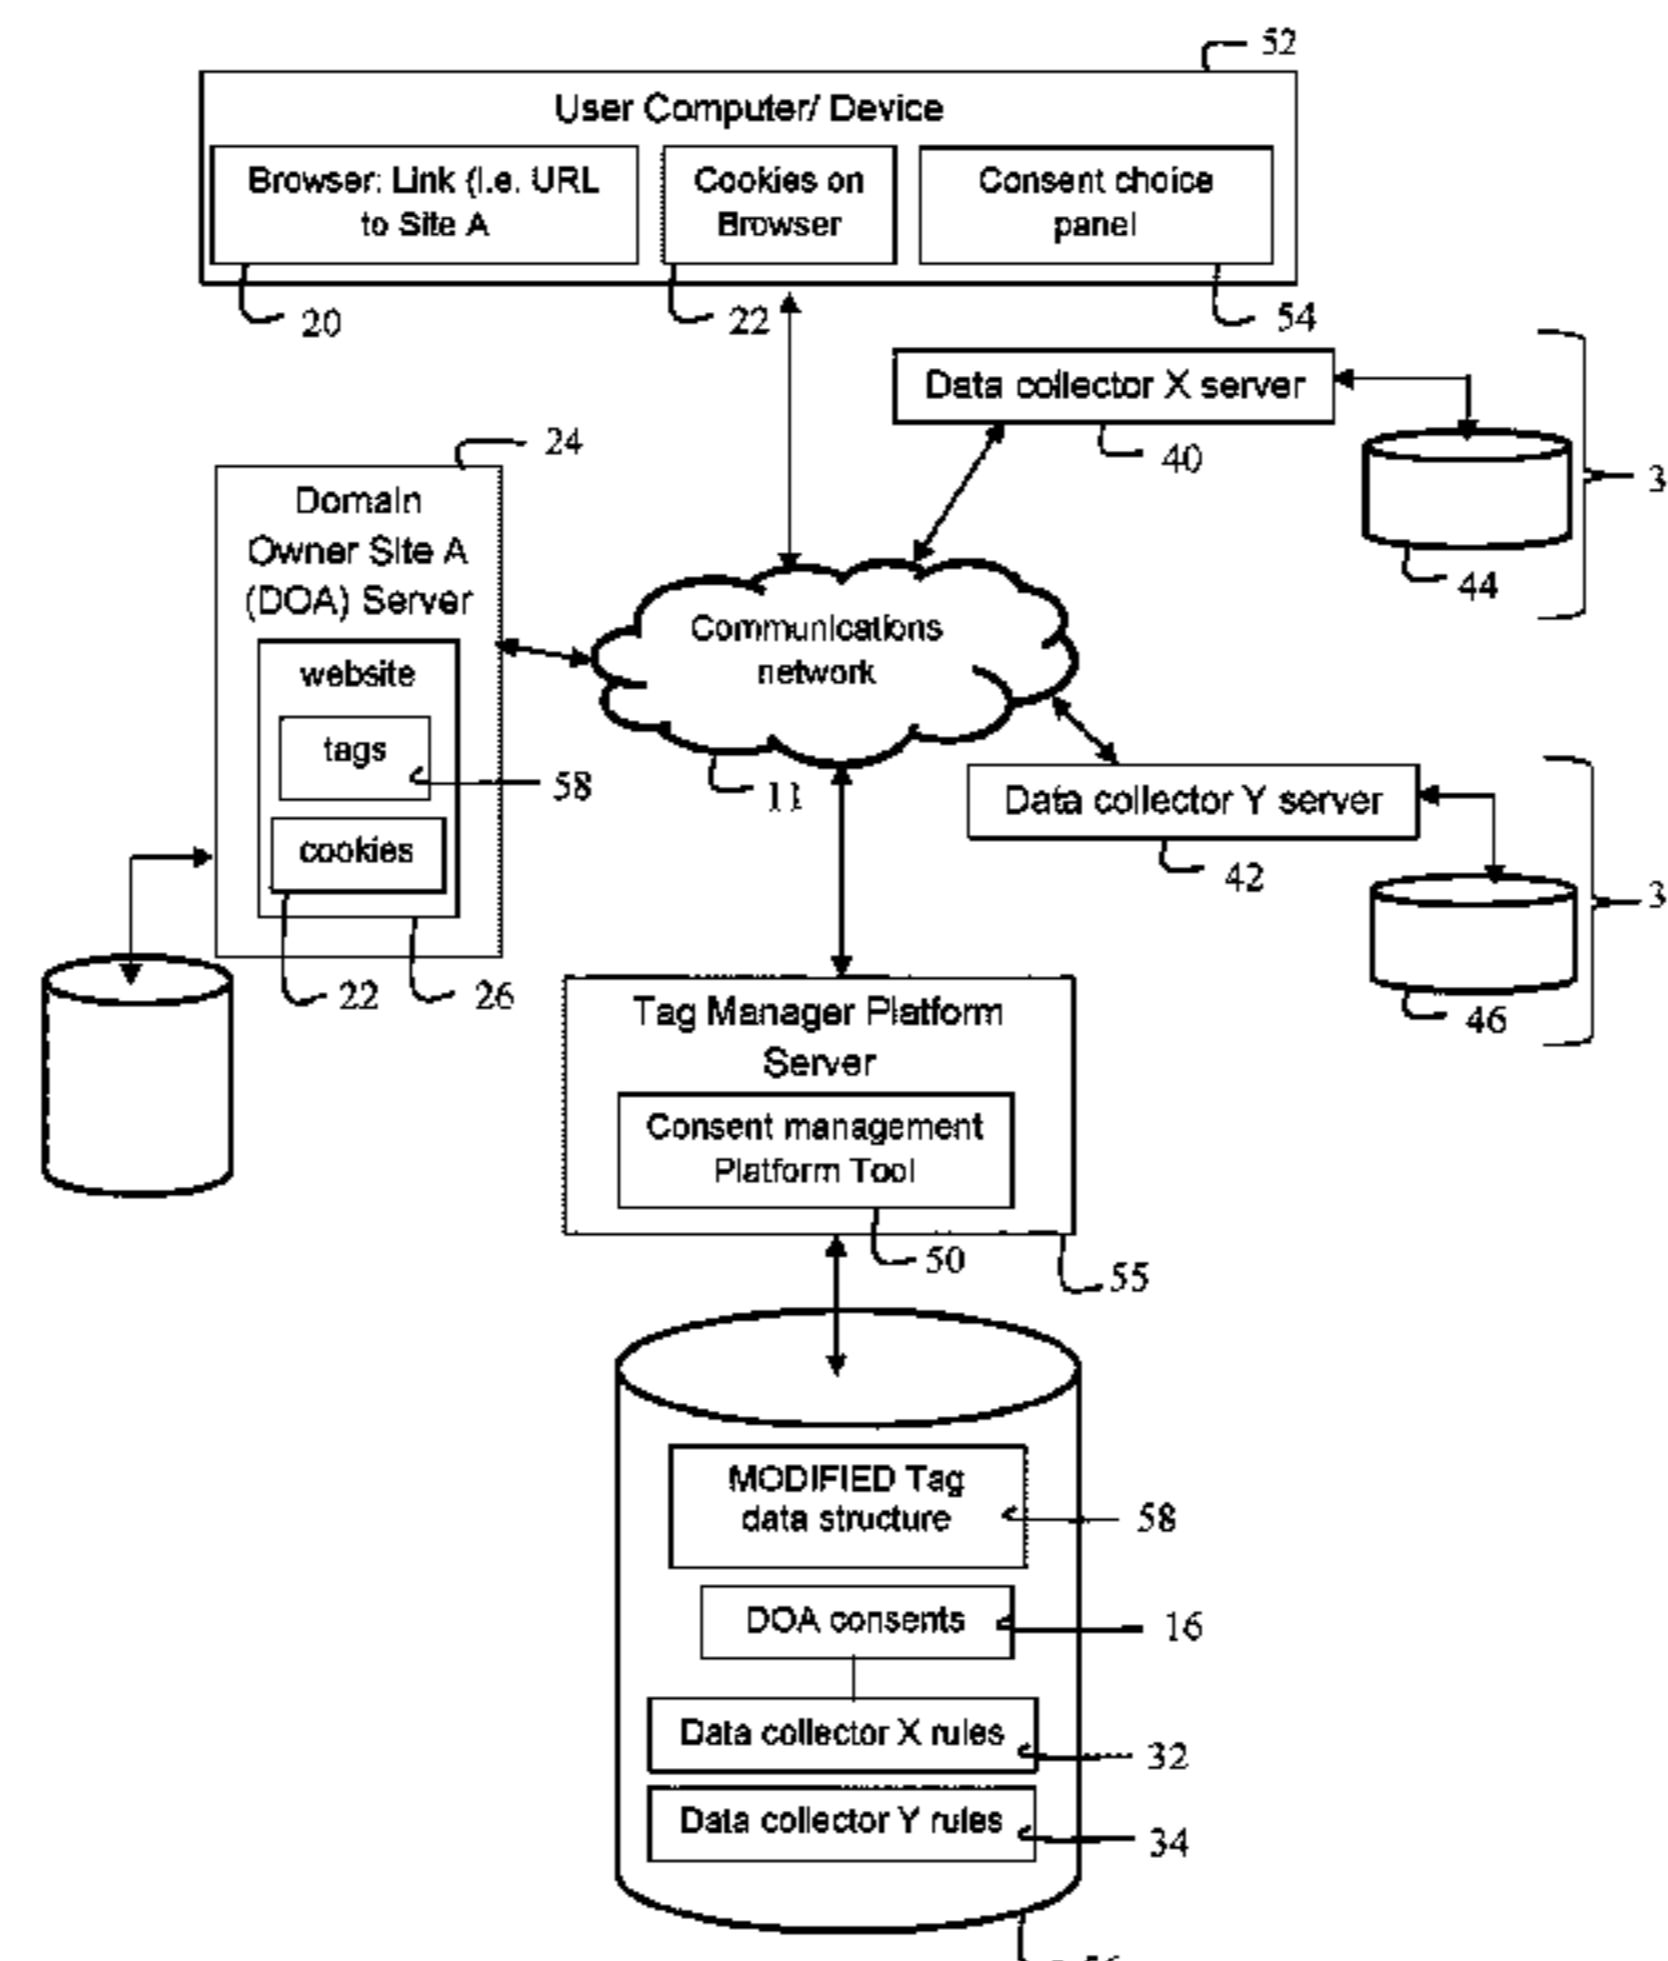 52
User Computer/ Device
Browser: Link (i.e. URL
to Site A
Cookies on
Browser
Consent choice
panel
20
22
54
Data collector X server
40
44
3
24
Domain
Owner Site A
(DOA) Server
website
tags
58
cookies
22
26
Communications
network
11
Data collector Y server
42
46
3
Tag Manager Platform
Server
Consent management
Platform Tool
50
55
MODIFIED Tag
data structure
58
DOA consents
16
Data collector X rules
32
Data collector Y rules
34